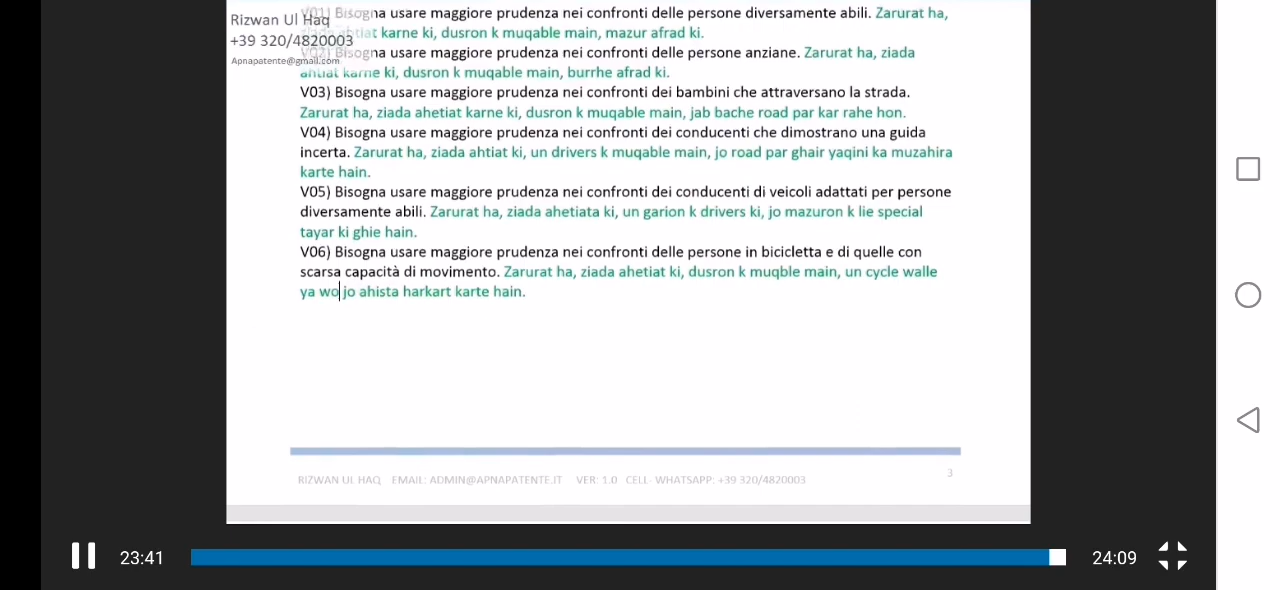 V01) Bisogna usare maggiore prudenza nei confronti delle persone diversamente abili. Zarurat ha,
Rizwan Ul Haq
ziada ahtiat karne ki, dusron k muqable main, mazur afrad ki.
+39 320/4820003
V02) Bisogna usare maggiore prudenza nei confronti delle persone anziane. Zarurat ha, ziada
Apnapatente@gmail.com
ahtiat karne ki, dusron k muqable main, burrhe afrad ki.
V03) Bisogna usare maggiore prudenza nei confronti dei bambini che attraversano la strada.
Zarurat ha, ziada ahetiat karne ki, dusron k muqable main, jab bache road par kar rahe hon.
V04) Bisogna usare maggiore prudenza nei confronti dei conducenti che dimostrano una guida
incerta. Zarurat ha, ziada ahtiat ki, un drivers k muqable main, jo road par ghair yaqini ka muzahira
karte hain.
V05) Bisogna usare maggiore prudenza nei confronti dei conducenti di veicoli adattati per persone
diversamente abili. Zarurat ha, ziada ahetiata ki, un garion k drivers ki, jo mazuron k lie special
tayar ki ghie hain.
V06) Bisogna usare maggiore prudenza nei confronti delle persone in bicicletta e di quelle con
scarsa capacità di movimento. Zarurat ha, ziada ahetiat ki, dusron k muqble main, un cycle walle
ya wo jo ahista harkart karte hain.
3
RIZWAN UL HAQ EMAIL: ADMIN@APNAPATENTE.IT VER: 1.0 CELL- WHATSAPP: +39 320/4820003
23:41
24:09